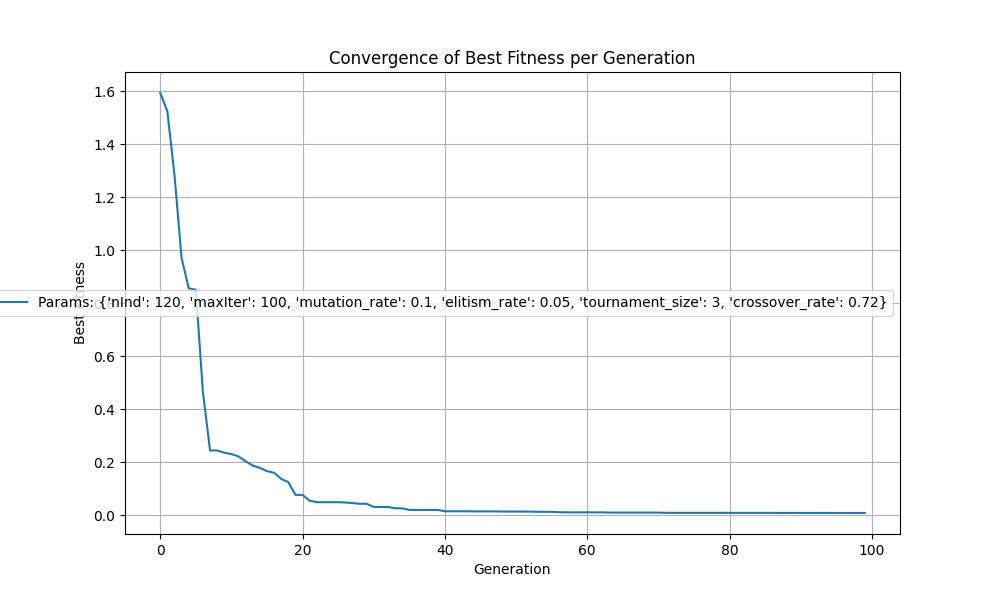 Convergence of Best Fitness per Generation
1.6
1.4
1.2
1.0
Params: {'nInd': 120, 'maxIter': 100, 'mutation_rate': 0.1, 'elitism_rate': 0.05, 'tournament_size': 3, 'crossover_rate': 0.72}
0.6
0.4
0.2
0.0
Best
0 20 40 60 80 100
Generation